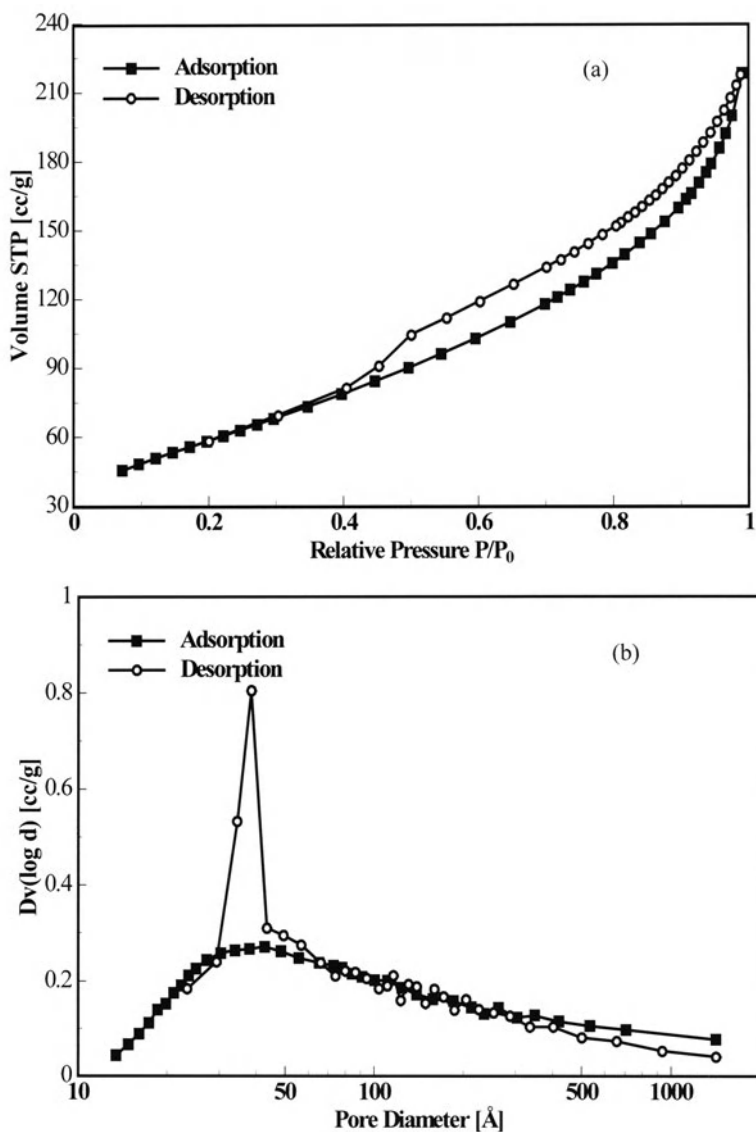 240
210
180
150
120
90
60
30
Volume STP [cc/g]
Adsorption
Desorption
(a)
0
0.2
0.4
0.6
0.8
1
Relative Pressure P/P₀
1
0.8
0.6
0.4
0.2
0
Dv(log d) [cc/g]
Adsorption
Desorption
(b)
10
50
100
500
1000
Pore Diameter [Å]